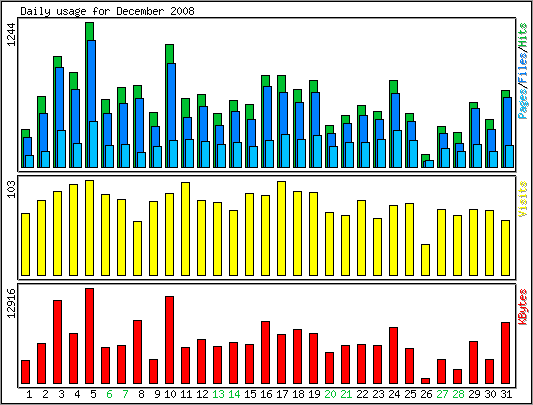 Daily usage for December 2008
1244
Pages/Files/Hits
103
Visits
12916
KBytes
1 2 3 4 5 6 7 8 9 10 11 12 13 14 15 16 17 18 19 20 21 22 23 24 25 26 27 28 29 30 31